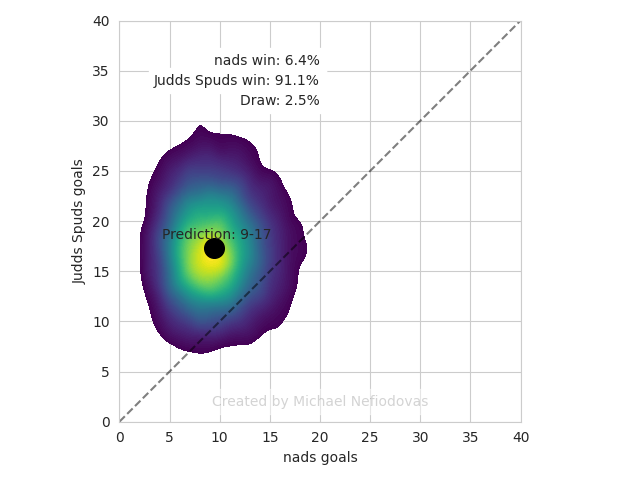 nads win: 6.4%
Judds Spuds win: 91.1%
Draw: 2.5%
Prediction: 9-17
Created by Michael Nefiodovas
Judds Spuds goals
40
35
30
25
20
15
10
5
0
0 5 10 15 20 25 30 35 40
nads goals